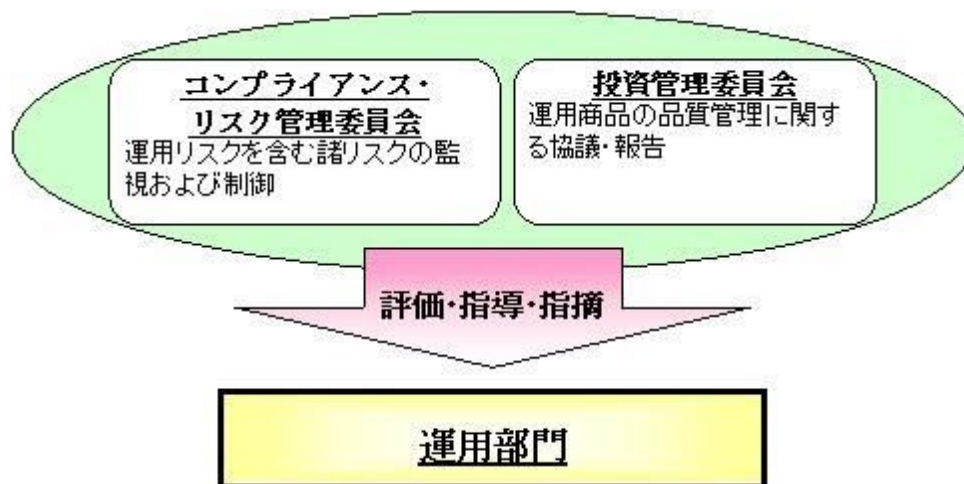 コンプライアンス・
リスク管理委員会
運用リスクを含む諸リスクの監
視および制御
投資管理委員会
運用商品の品質管理に関す
る協議・報告
評価・指導・指摘
運用部門